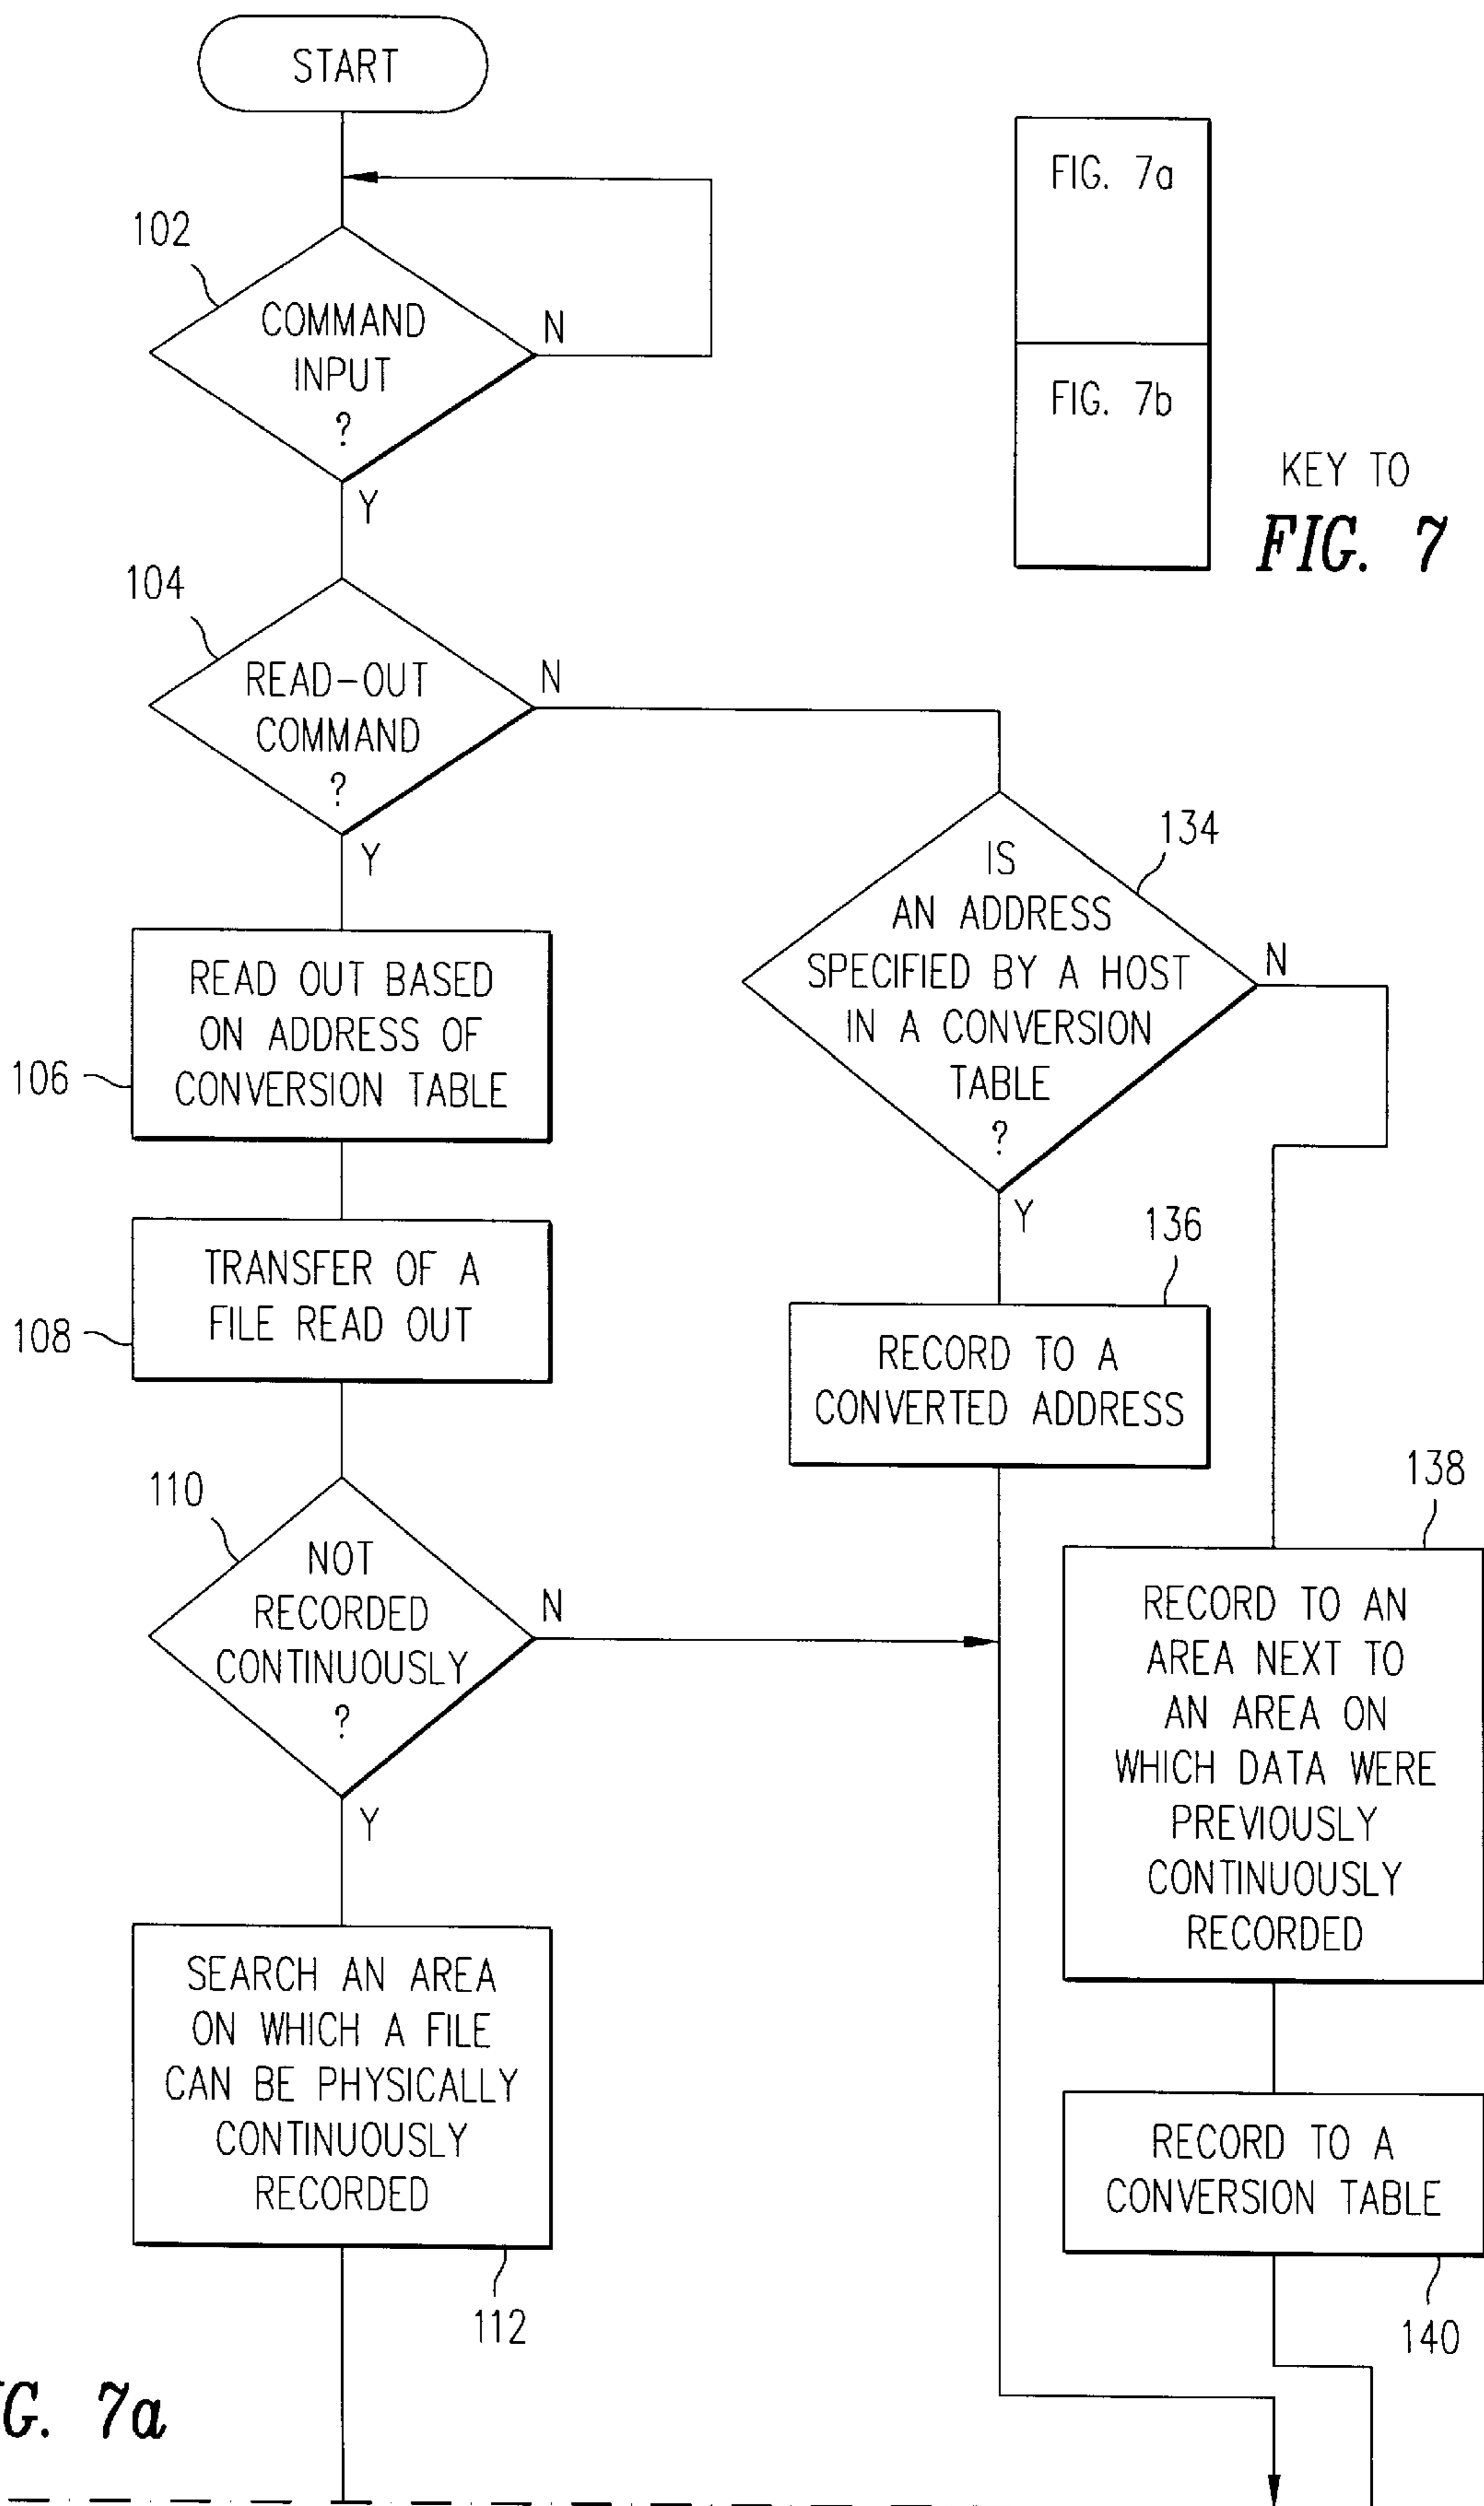 START
FIG. 7a
FIG. 7b
KEY TO
FIG. 7
102
COMMAND
INPUT
?
N
Y
104
READ-OUT
COMMAND
?
N
Y
134
IS
AN ADDRESS
SPECIFIED BY A HOST
IN A CONVERSION
TABLE
?
N
Y
106
READ OUT BASED
ON ADDRESS OF
CONVERSION TABLE
108
TRANSFER OF A
FILE READ OUT
136
RECORD TO A
CONVERTED ADDRESS
110
NOT
RECORDED
CONTINUOUSLY
?
N
Y
138
RECORD TO AN
AREA NEXT TO
AN AREA ON
WHICH DATA WERE
PREVIOUSLY
CONTINUOUSLY
RECORDED
SEARCH AN AREA
ON WHICH A FILE
CAN BE PHYSICALLY
CONTINUOUSLY
RECORDED
112
RECORD TO A
CONVERSION TABLE
140
G. 7a